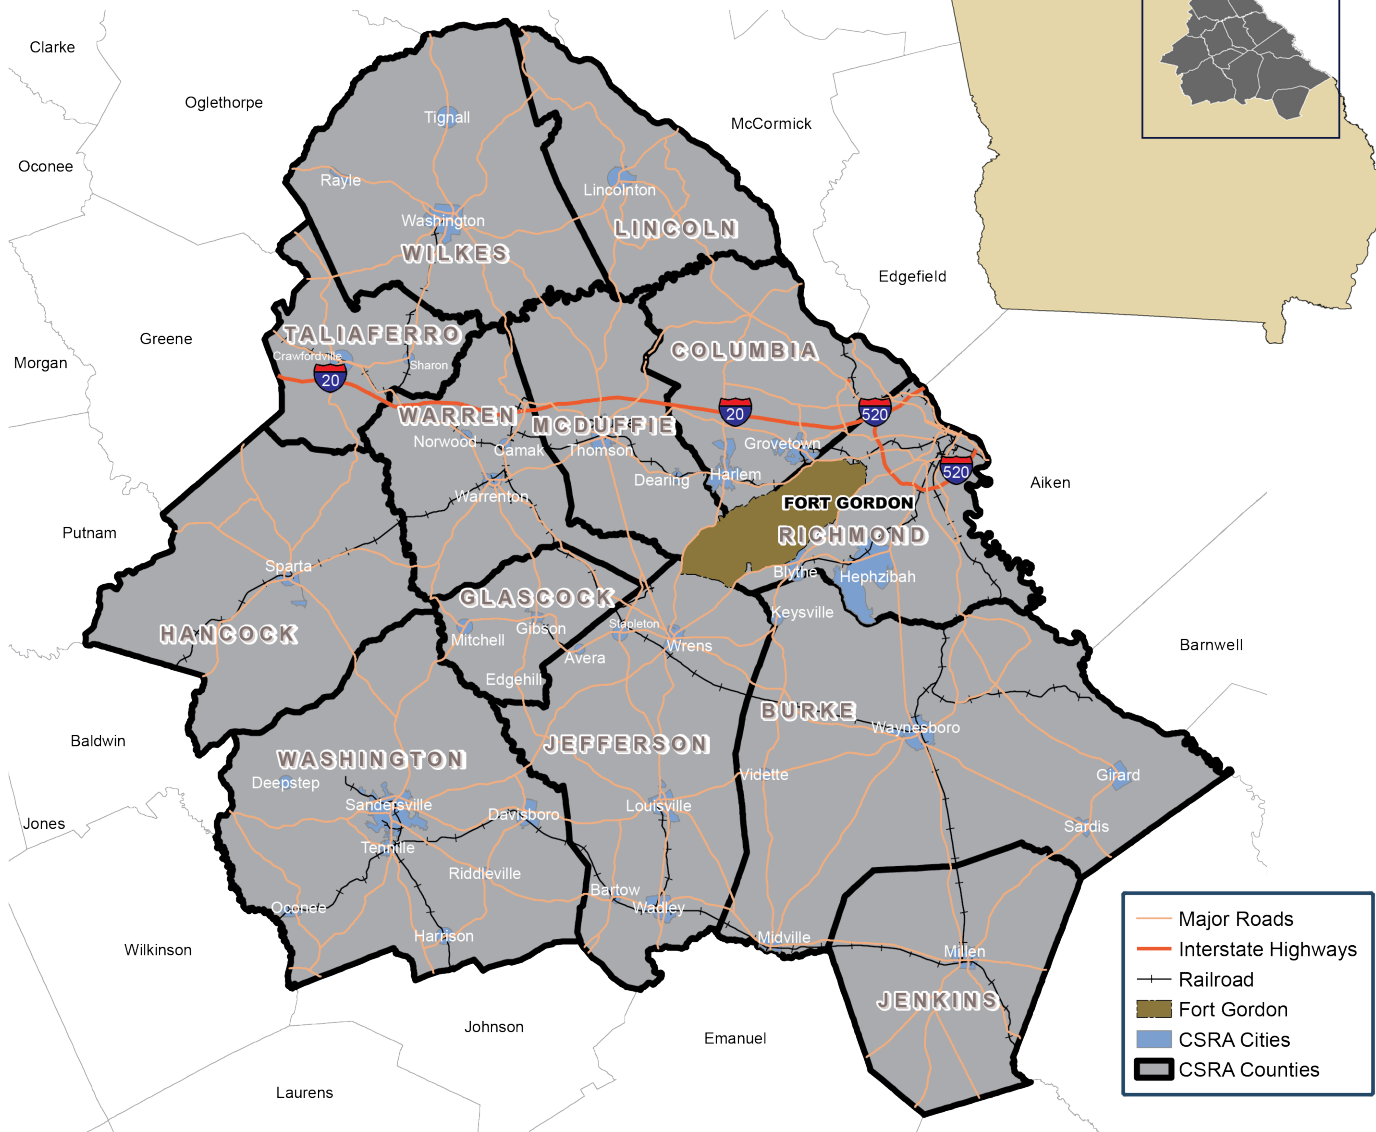 Clarke
Oglethorpe
Tignall
McCormick
Oconee
Rayle
Lincolnton
Washington
LINCOLN
WILKES
Edgefield
Greene
TALIAFERRO
COLUMBIA
Morgan
Crawfordville
Sharon
20
20
520
WARREN
MCDUFFIE
Norwood
Camak
Thomson
Grovetown
520
Dearing
Harlem
Aiken
Warrenton
FORT GORDON
Putnam
RICHMOND
Sparta
Blythe
Hephzibah
GLASCOCK
Keysville
HANCOCK
Mitchell
Gibson
Stapleton
Wrens
Barnwell
Avera
Edgehill
BURKE
Waynesboro
Baldwin
JEFFERSON
WASHINGTON
Deepstep
Vidette
Girard
Sandersville
Louisville
Davisboro
Jones
Sardis
Tennille
Riddleville
Bartow
Oconee
Wadley
Harrison
Midville
Wilkinson
Millen
JENKINS
Johnson
Emanuel
Laurens
Major Roads
Interstate Highways
Railroad
Fort Gordon
CSRA Cities
CSRA Counties